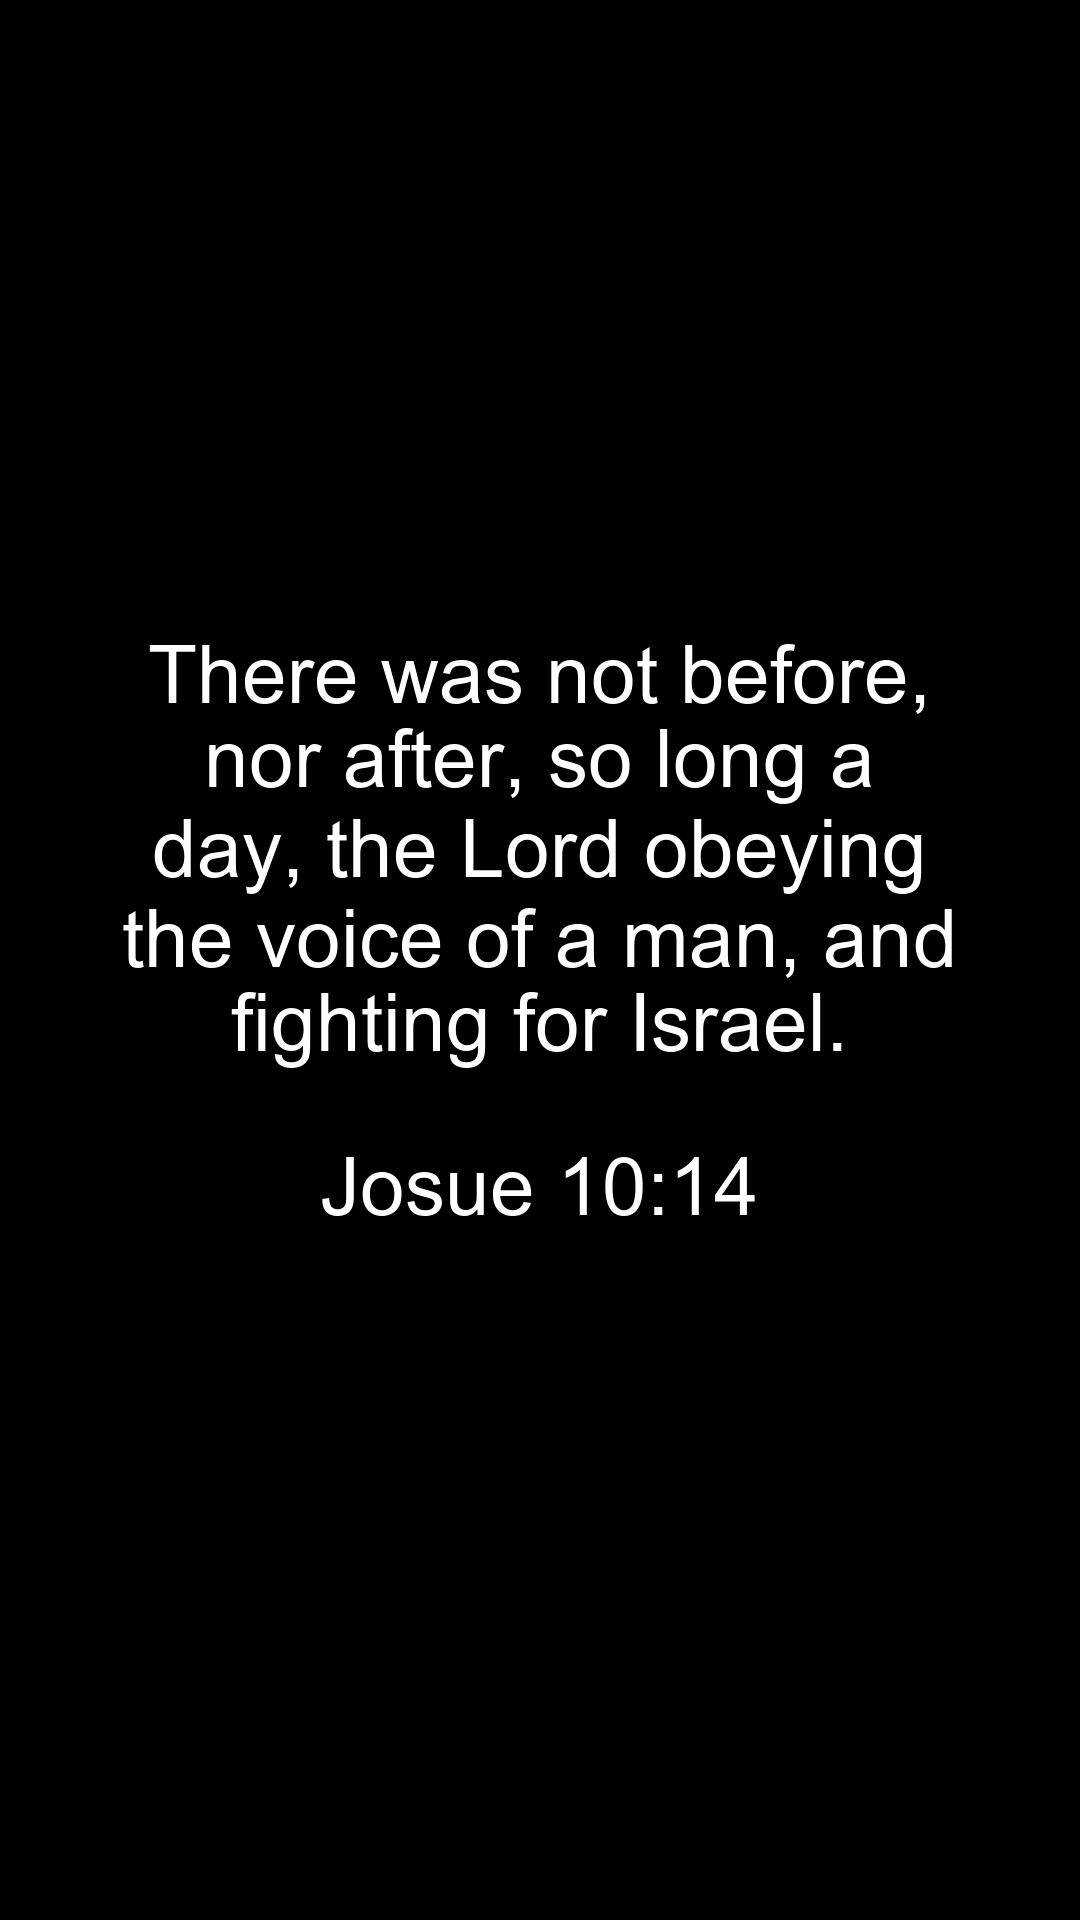 There was not before,
nor after, so long a
day, the Lord obeying
the voice of a man, and
fighting for Israel.
Josue 10:14